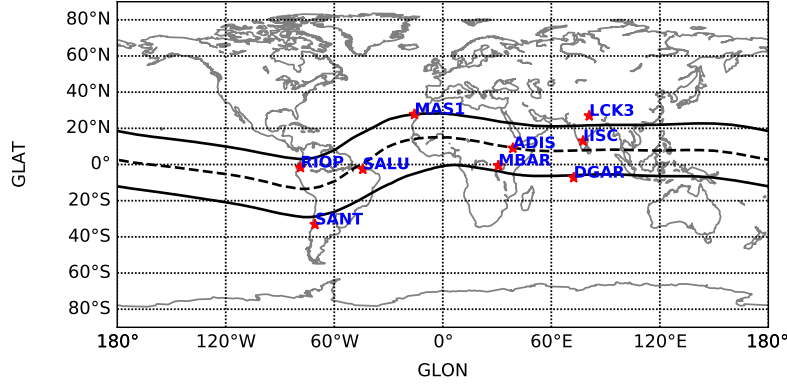 80°N
60°N
40°N
20°N
0°
20°S
40°S
60°S
80°S
GLAT
MAS1
LCK3
IISC
ADIS
RIOP
SALU
MBAR
DGAR
SANT
180°
120°W
60°W
0°
60°E
120°E
180°
GLON